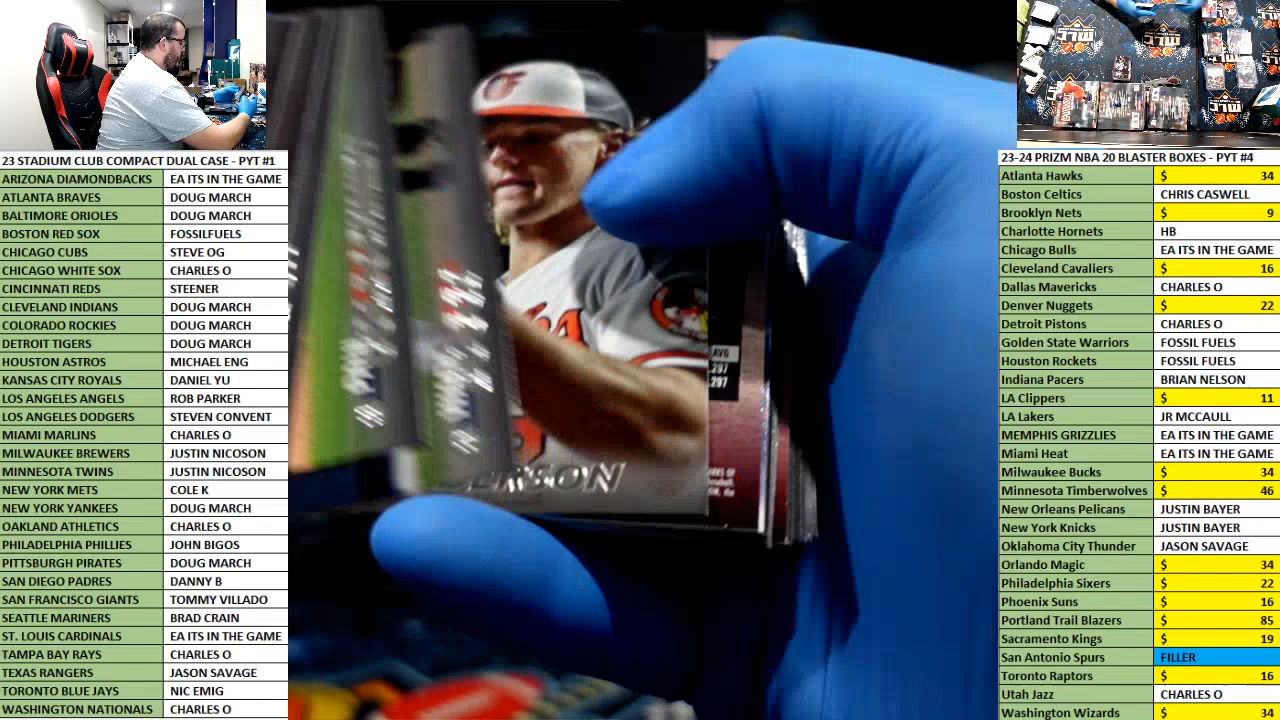 23 STADIUM CLUB COMPACT DUAL CASE - PYT #1
ARIZONA DIAMONDBACKS EA ITS IN THE GAME
ATLANTA BRAVES DOUG MARCH
BALTIMORE ORIOLES DOUG MARCH
BOSTON RED SOX FOSSILFUELS
CHICAGO CUBS STEVE OG
CHICAGO WHITE SOX CHARLES O
CINCINNATI REDS STEENER
CLEVELAND INDIANS DOUG MARCH
COLORADO ROCKIES DOUG MARCH
DETROIT TIGERS DOUG MARCH
HOUSTON ASTROS MICHAEL ENG
KANSAS CITY ROYALS DANIEL YU
LOS ANGELES ANGELS ROB PARKER
LOS ANGELES DODGERS STEVEN CONVENT
MIAMI MARLINS CHARLES O
MILWAUKEE BREWERS JUSTIN NICOSON
MINNESOTA TWINS JUSTIN NICOSON
NEW YORK METS COLE K
NEW YORK YANKEES DOUG MARCH
OAKLAND ATHLETICS CHARLES O
PHILADELPHIA PHILLIES JOHN BIGOS
PITTSBURGH PIRATES DOUG MARCH
SAN DIEGO PADRES DANNY B
SAN FRANCISCO GIANTS TOMMY VILLADO
SEATTLE MARINERS BRAD CRAIN
ST. LOUIS CARDINALS EA ITS IN THE GAME
TAMPA BAY RAYS CHARLES O
TEXAS RANGERS JASON SAVAGE
TORONTO BLUE JAYS NIC EMIG
WASHINGTON NATIONALS CHARLES O
AVG
297
297
ERSON
23-24 PRIZM NBA 20 BLASTER BOXES - PYT #4
Atlanta Hawks $ 34
Boston Celtics CHRIS CASWELL
Brooklyn Nets $ 9
Charlotte Hornets HB
Chicago Bulls EA ITS IN THE GAME
Cleveland Cavaliers $ 16
Dallas Mavericks CHARLES O
Denver Nuggets $ 22
Detroit Pistons CHARLES O
Golden State Warriors FOSSIL FUELS
Houston Rockets FOSSIL FUELS
Indiana Pacers BRIAN NELSON
LA Clippers $ 11
LA Lakers JR MCCAULL
MEMPHIS GRIZZLIES EA ITS IN THE GAME
Miami Heat EA ITS IN THE GAME
Milwaukee Bucks $ 34
Minnesota Timberwolves $ 46
New Orleans Pelicans JUSTIN BAYER
New York Knicks JUSTIN BAYER
Oklahoma City Thunder JASON SAVAGE
Orlando Magic $ 34
Philadelphia Sixers $ 22
Phoenix Suns $ 16
Portland Trail Blazers $ 85
Sacramento Kings $ 19
San Antonio Spurs FILLER
Toronto Raptors $ 16
Utah Jazz CHARLES O
Washington Wizards $ 34